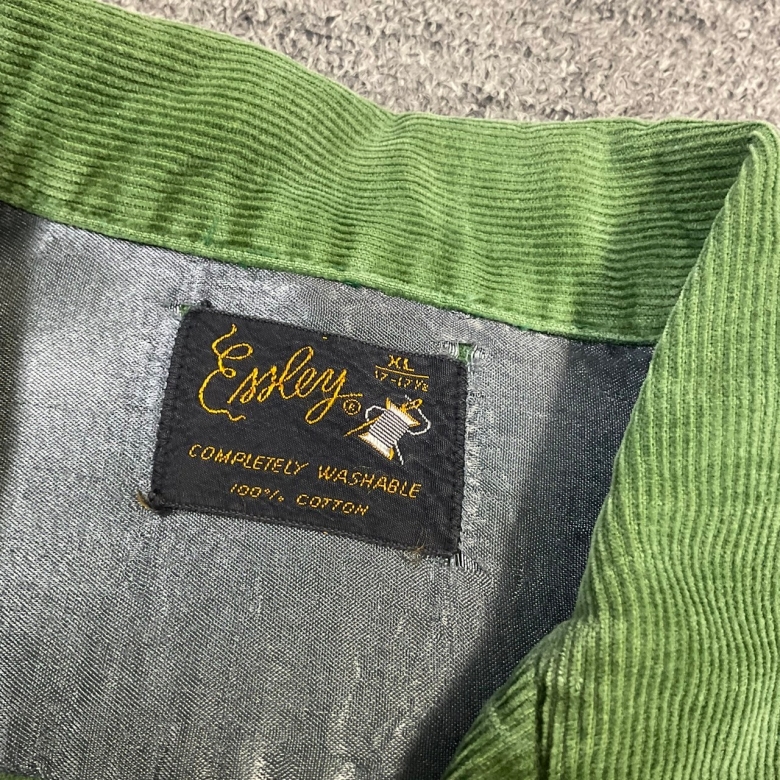 Essley®
XL
17-17½
COMPLETELY WASHABLE
100% COTTON